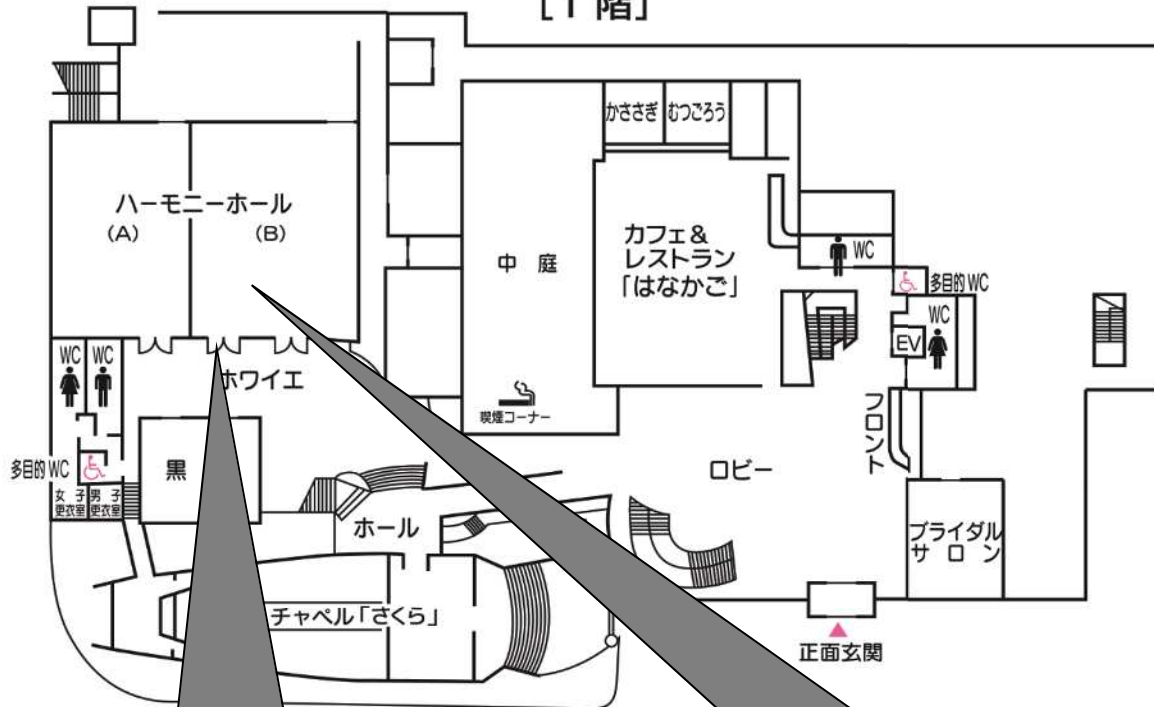 ［1 階］
かささぎ
むつごろう
ハーモニーホール
(A)
(B)
中 庭
カフェ&
レストラン
「はなかご」
WC
多目的 WC
WC
EV
WC
WC
ホワイエ
喫煙コーナー
フロント
多目的 WC
黒
ロビー
女 子
更衣室
男 子
更衣室
ホール
ブライダル
サ ロ ン
チャペル「さくら」
正面玄関